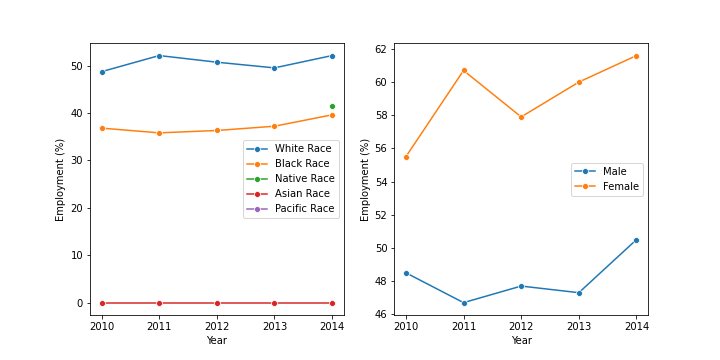 Employment (%)
50
40
30
20
10
0
2010 2011 2012 2013 2014
Year
White Race
Black Race
Native Race
Asian Race
Pacific Race
Employment (%)
62
60
58
56
54
52
50
48
46
2010 2011 2012 2013 2014
Year
Male
Female